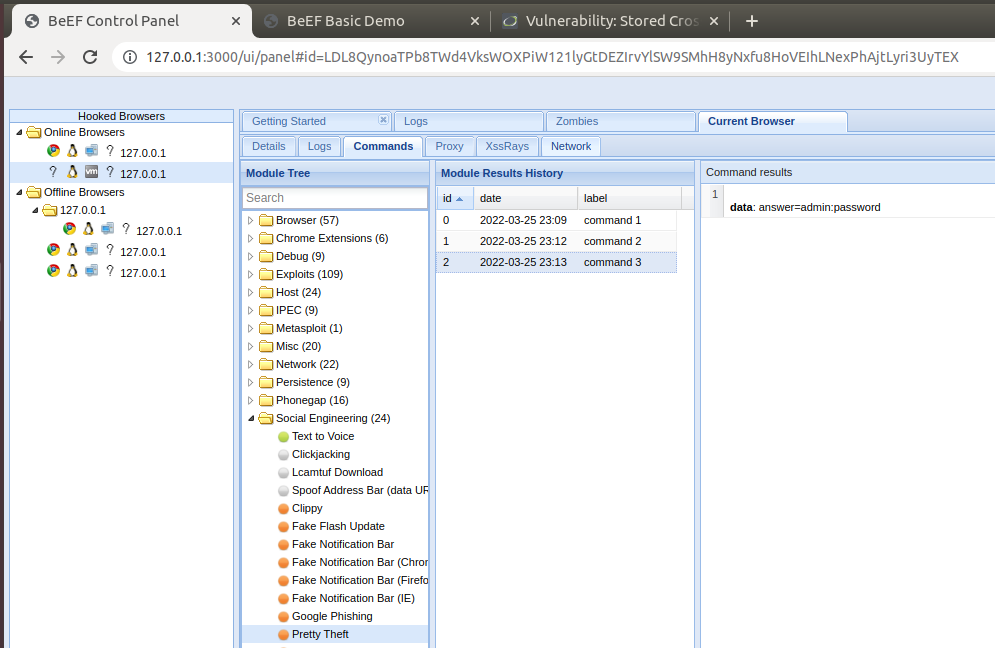 BeEF Control Panel
BeEF Basic Demo
Vulnerability: Stored Cros
127.0.0.1:3000/ui/panel#id=LDL8QynoaTPb8TWd4VksWOXPiW121lyGtDEZIrvYlSW9SMhH8yNxfu8HoVEIhLNexPhAjtLyri3UyTEX
Hooked Browsers
Online Browsers
? 127.0.0.1
? vm ? 127.0.0.1
Offline Browsers
127.0.0.1
? 127.0.0.1
? 127.0.0.1
? 127.0.0.1
Getting Started
Logs
Zombies
Current Browser
Details
Logs
Commands
Proxy
XssRays
Network
Module Tree
Search
Browser (57)
Chrome Extensions (6)
Debug (9)
Exploits (109)
Host (24)
IPEC (9)
Metasploit (1)
Misc (20)
Network (22)
Persistence (9)
Phonegap (16)
Social Engineering (24)
Text to Voice
Clickjacking
Lcamtuf Download
Spoof Address Bar (data UR
Clippy
Fake Flash Update
Fake Notification Bar
Fake Notification Bar (Chror
Fake Notification Bar (Firefo
Fake Notification Bar (IE)
Google Phishing
Pretty Theft
Module Results History
id date label
0 2022-03-25 23:09 command 1
1 2022-03-25 23:12 command 2
2 2022-03-25 23:13 command 3
Command results
1
data: answer=admin:password